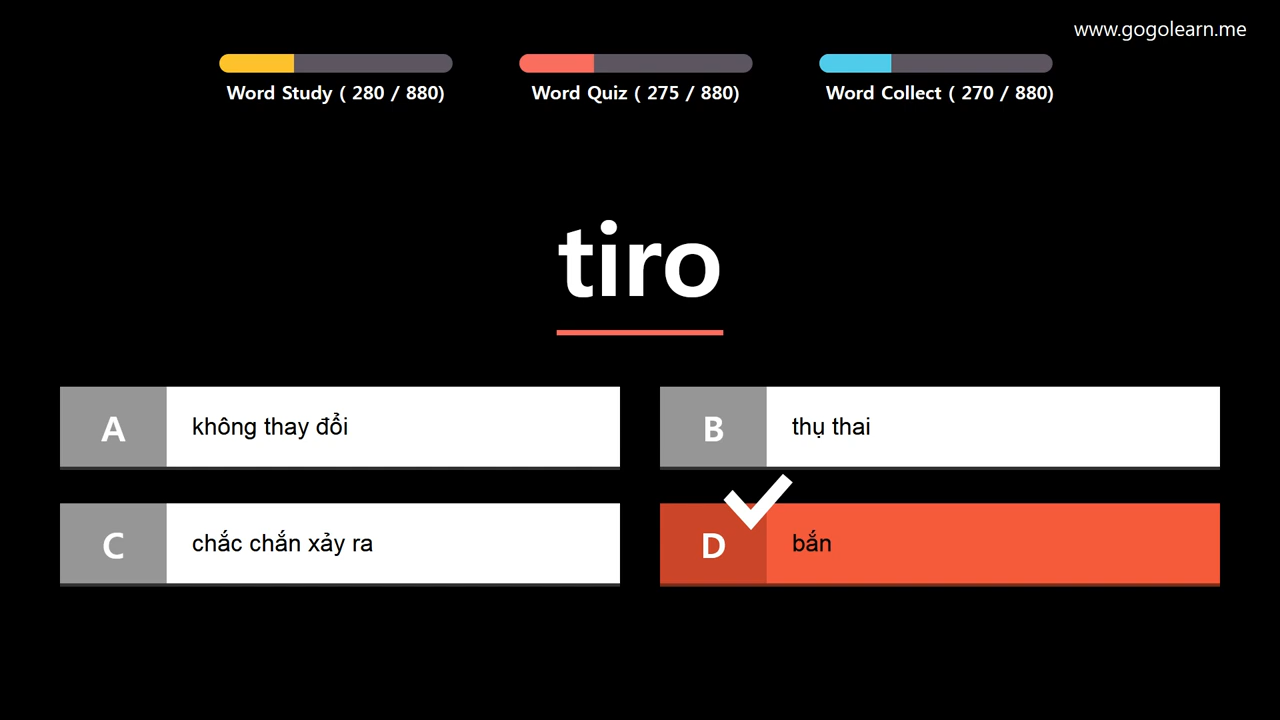 www.gogolearn.me
Word Study ( 280 / 880)
Word Quiz ( 275 / 880)
Word Collect ( 270 / 880)
tiro
A không thay đổi
B thụ thai
C chắc chắn xảy ra
D bắn